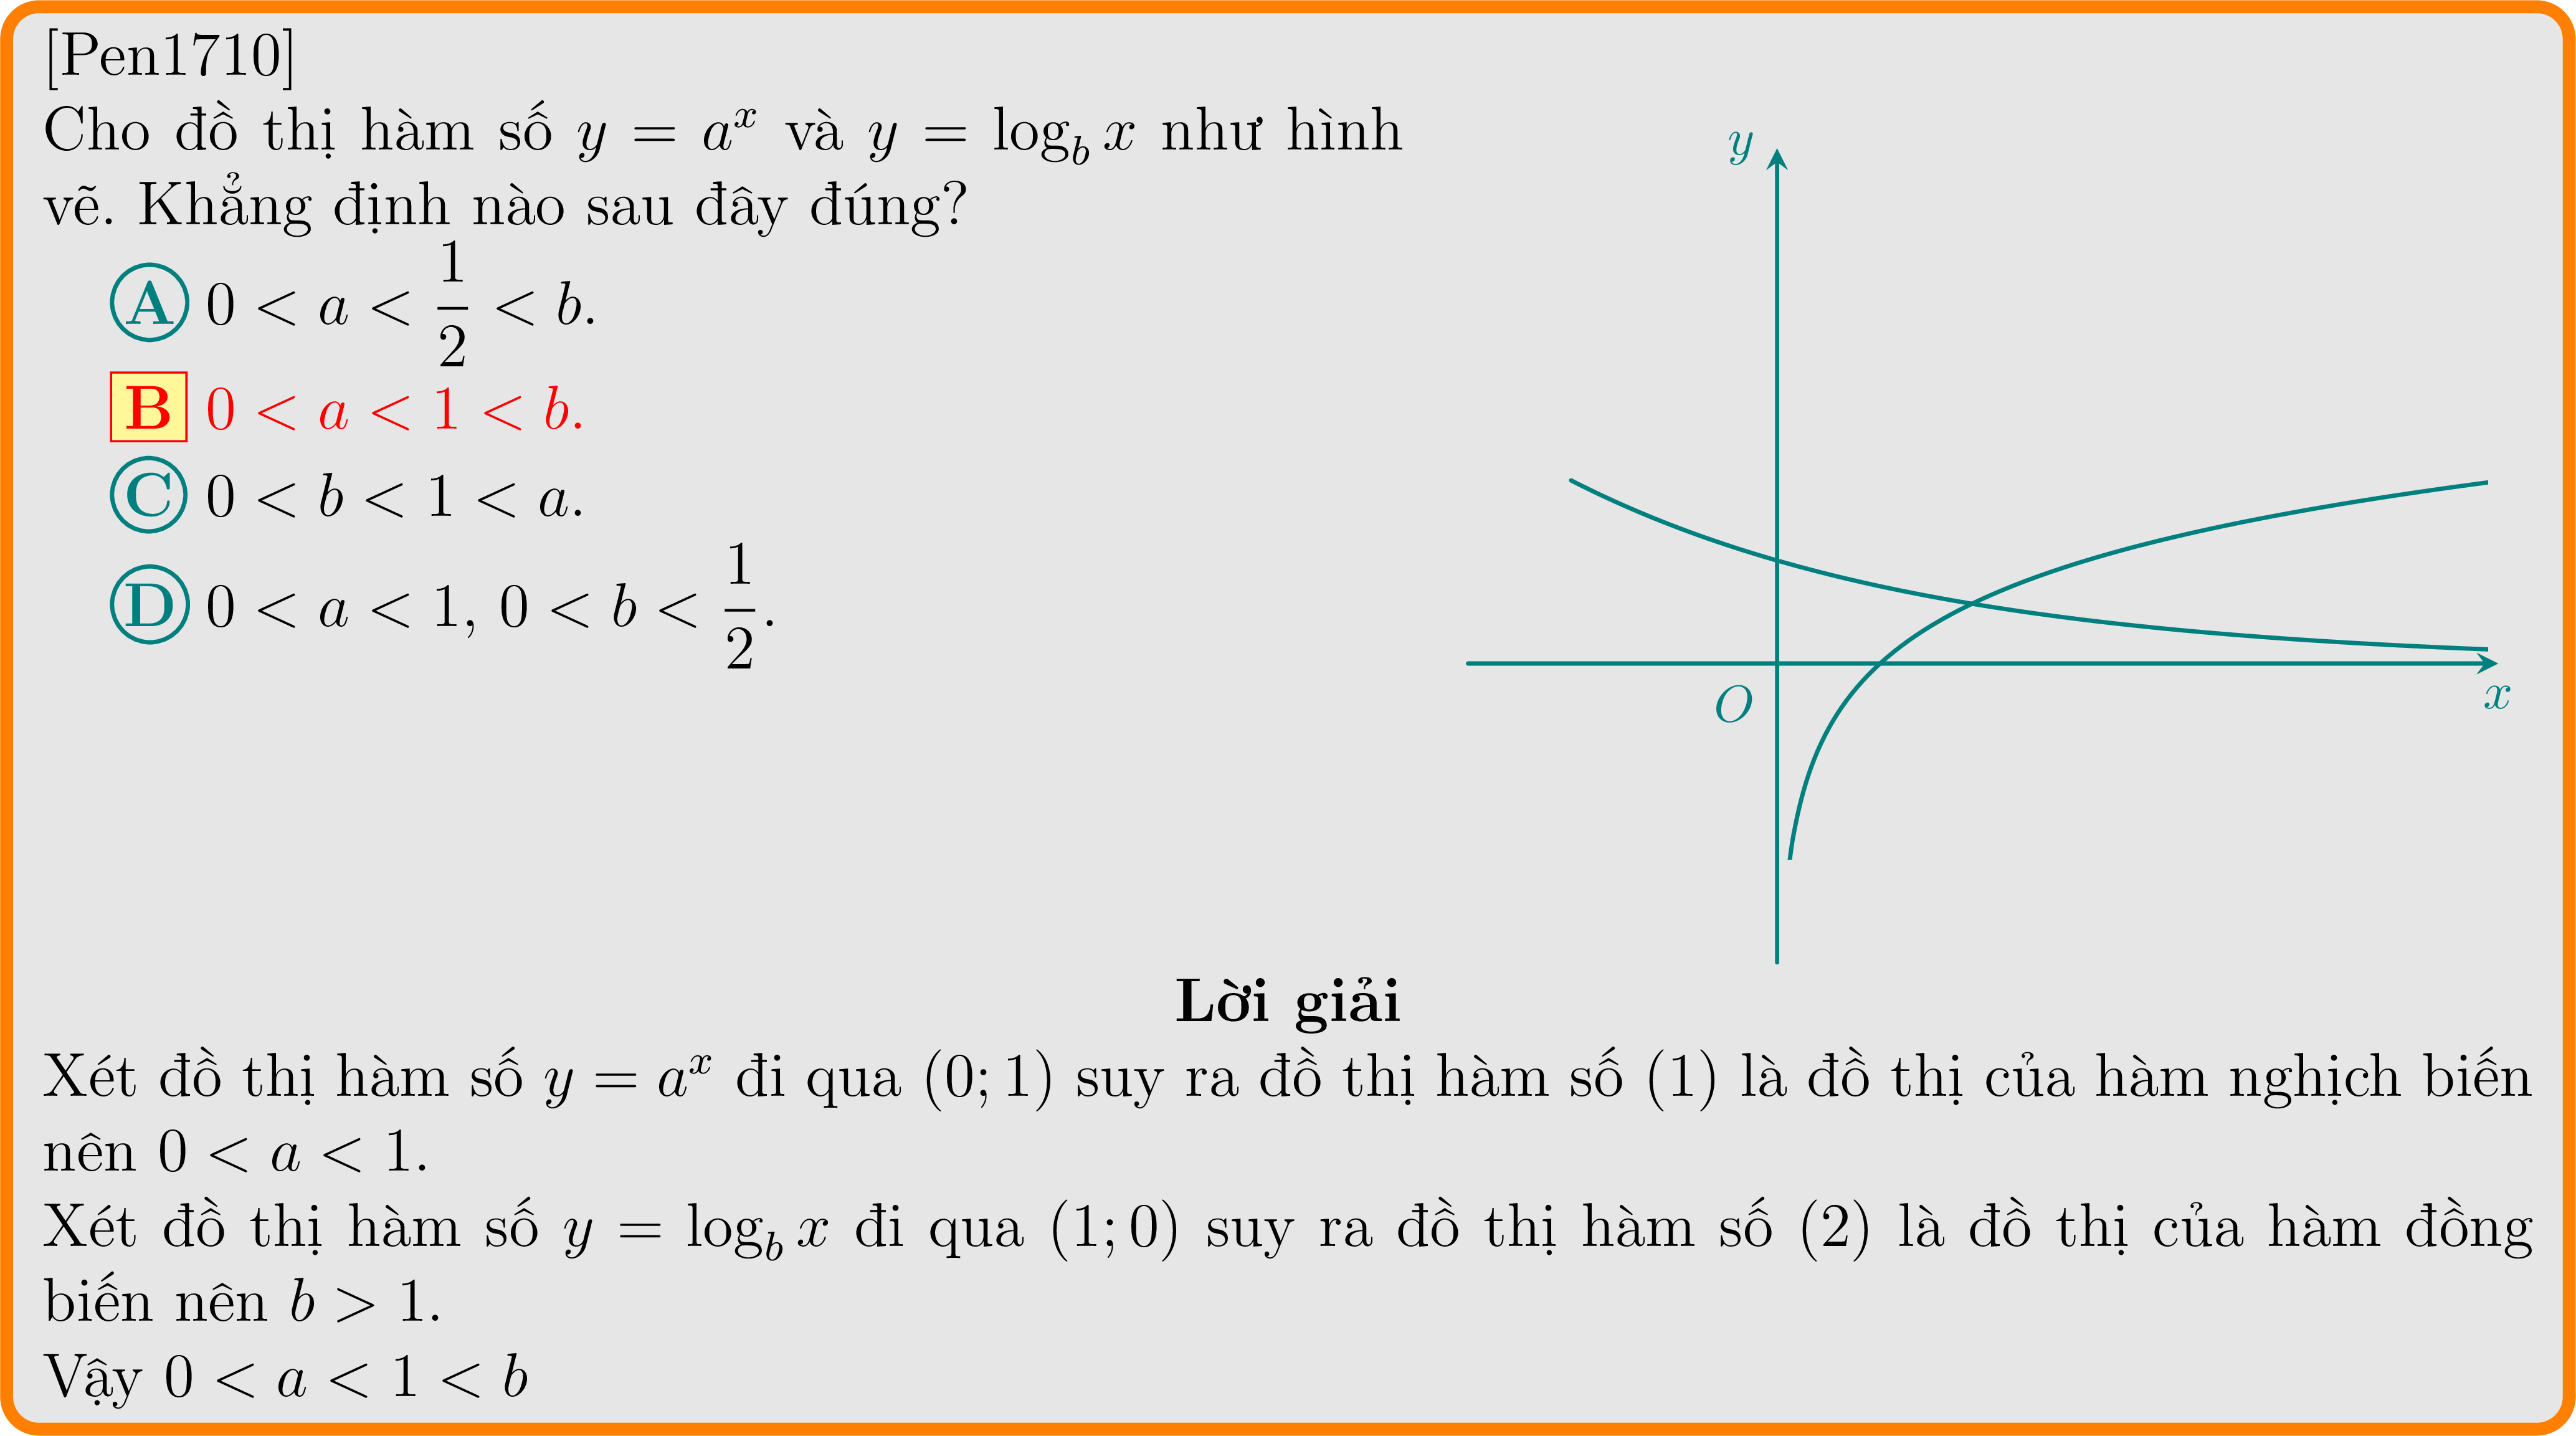 [Pen1710]
Cho đồ thị hàm số y = a^x và y = log_b x như hình
vẽ. Khẳng định nào sau đây đúng?
A 0 < a < 1/2 < b.
B 0 < a < 1 < b.
C 0 < b < 1 < a.
D 0 < a < 1, 0 < b < 1/2.
y
O
x
Lời giải
Xét đồ thị hàm số y = a^x đi qua (0; 1) suy ra đồ thị hàm số (1) là đồ thị của hàm nghịch biến
nên 0 < a < 1.
Xét đồ thị hàm số y = log_b x đi qua (1; 0) suy ra đồ thị hàm số (2) là đồ thị của hàm đồng
biến nên b > 1.
Vậy 0 < a < 1 < b